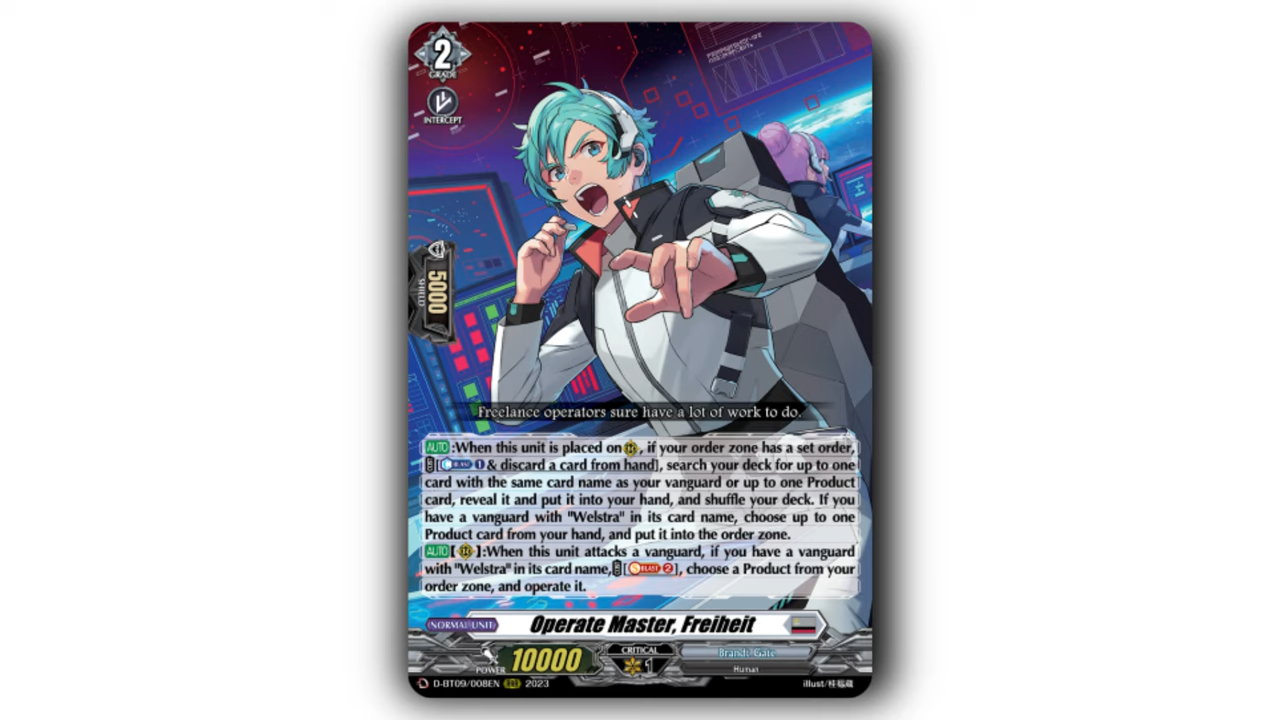 2
GRADE
INTERCEPT
5000
SHIELD
Freelance operators sure have a lot of work to do.
AUTO:When this unit is placed on R, if your order zone has a set order,
[BLAST 1 & discard a card from hand], search your deck for up to one
card with the same card name as your vanguard or up to one Product
card, reveal it and put it into your hand, and shuffle your deck. If you
have a vanguard with "Welstra" in its card name, choose up to one
Product card from your hand, and put it into the order zone.
AUTO【R】:When this unit attacks a vanguard, if you have a vanguard
with "Welstra" in its card name, [S BLAST 2], choose a Product from your
order zone, and operate it.
NORMAL UNIT
Operate Master, Freiheit
POWER 10000
CRITICAL
1
Brandt Gate
Human
D-BT09/008EN RRR 2023
illust/桂福蔵